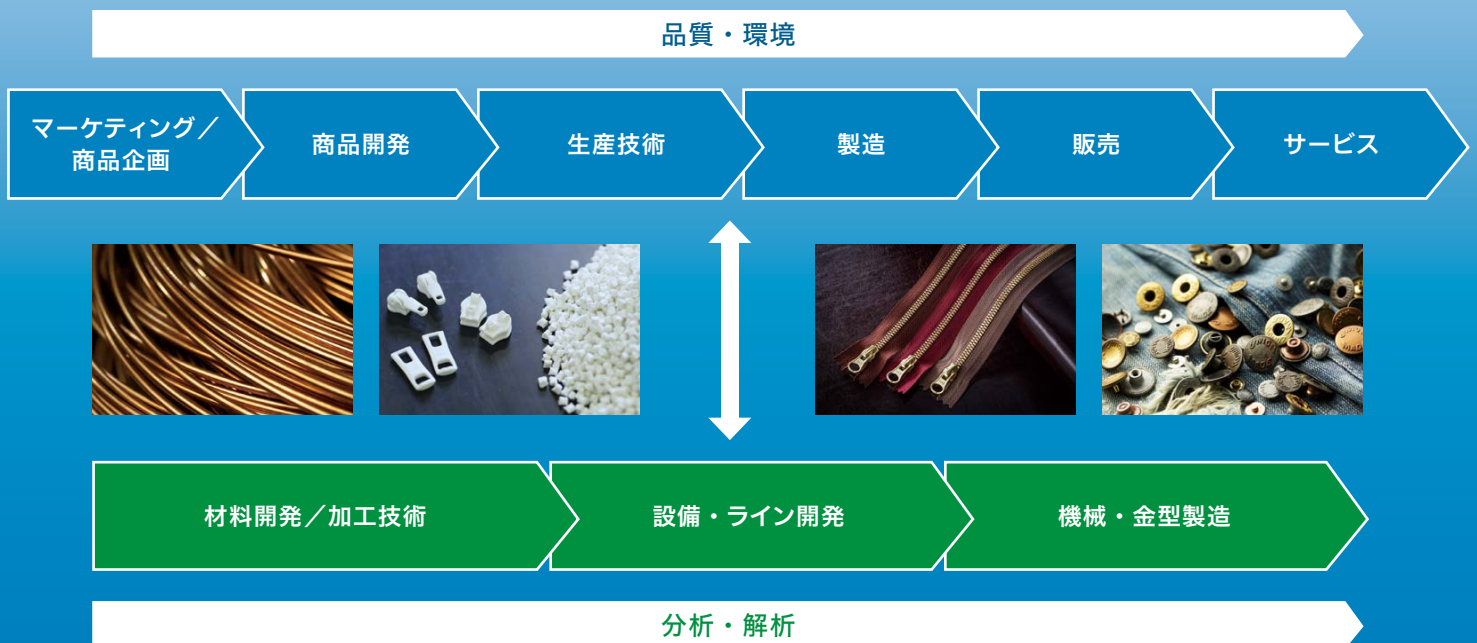 品質・環境
マーケティング／
商品企画
商品開発
生産技術
製造
販売
サービス
材料開発／加工技術
設備・ライン開発
機械・金型製造
分析・解析